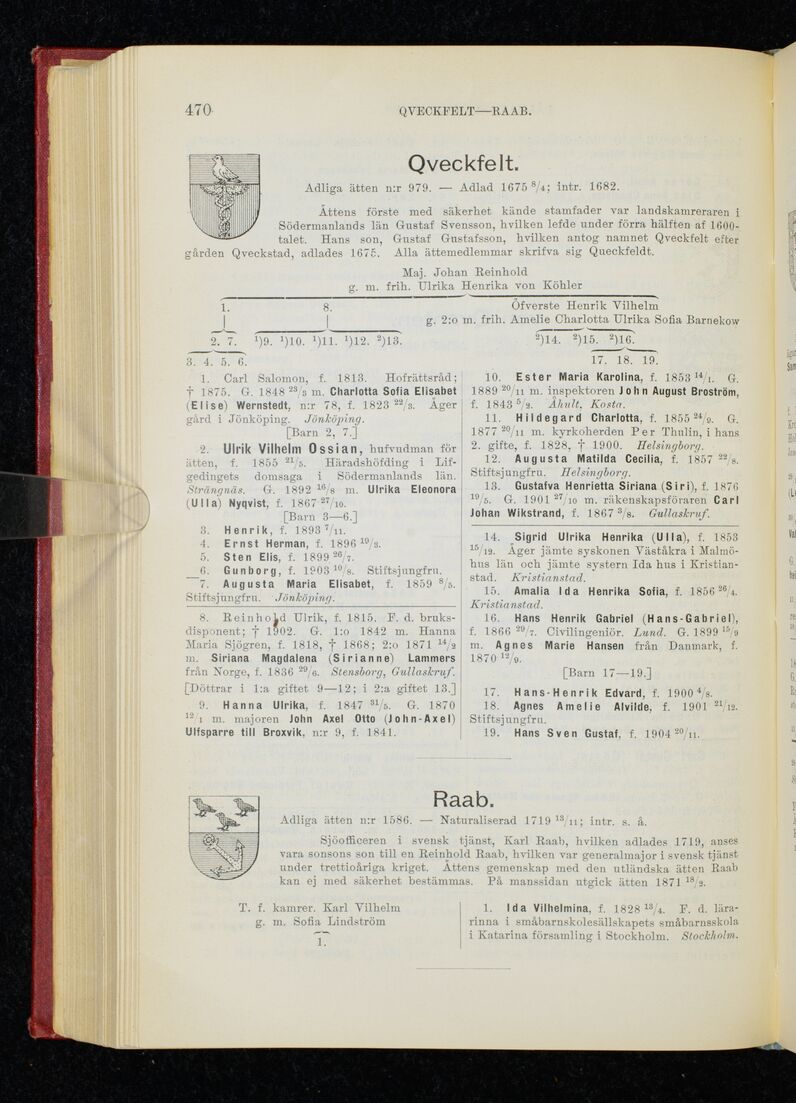 470
QVECKFELT—RAAB.
Qveckfelt.
Adliga ätten n:r 979. — Adlad 1675 8/4; intr. 1682.
Ättens förste med säkerhet kände stamfader var landskamreraren i
Södermanlands län Gustaf Svensson, hvilken lefde under förra hälften af 1600-
talet. Hans son, Gustaf Gustafsson, hvilken antog namnet Qveckfelt efter
gården Qveckstad, adlades 1675. Alla ättemedlemmar skrifva sig Queckfeldt.
Maj. Johan Reinhold
g. m. frih. Ulrika Henrika von Köhler
1. 8. Öfverste Henrik Vilhelm
g. 2:o m. frih. Amelie Charlotta Ulrika Sofia Barnekow
2. 7. 1)9. 1)10. 1)11. 1)12. 2)13. 2)14. 2)15. 2)16.
3. 4. 5. 6. 17. 18. 19.
1. Carl Salomon, f. 1813. Hofrättsråd;
† 1875. G. 1848 23/3 m. Charlotta Sofia Elisabet
(Elise) Wernstedt, n:r 78, f. 1823 22/3. Äger
gård i Jönköping. Jönköping.
[Barn 2, 7.]
2. Ulrik Vilhelm Ossian, hufvudman för
ätten, f. 1855 21/5. Häradshöfding i Lif-
gedingets domsaga i Södermanlands län.
Strängnäs. G. 1892 16/8 m. Ulrika Eleonora
(Ulla) Nyqvist, f. 1867 27/10.
[Barn 3—6.]
3. Henrik, f. 1893 7/11.
4. Ernst Herman, f. 1896 19/3.
5. Sten Elis, f. 1899 26/7.
6. Gunborg, f. 1903 10/8. Stiftsjungfru.
7. Augusta Maria Elisabet, f. 1859 8/5.
Stiftsjungfru. Jönköping.
8. Reinhold Ulrik, f. 1815. F. d. bruks-
disponent; † 1902. G. 1:o 1842 m. Hanna
Maria Sjögren, f. 1818, † 1868; 2:o 1871 14/2
m. Siriana Magdalena (Sirianne) Lammers
från Norge, f. 1836 29/6. Stensborg, Gullaskruf.
[Döttrar i 1:a giftet 9—12; i 2:a giftet 13.]
9. Hanna Ulrika, f. 1847 31/5. G. 1870
12/1 m. majoren John Axel Otto (John-Axel)
Ulfsparre till Broxvik, n:r 9, f. 1841.
10. Ester Maria Karolina, f. 1853 14/1. G.
1889 20/11 m. inspektoren John August Broström,
f. 1843 5/2. Åhult, Kosta.
11. Hildegard Charlotta, f. 1855 24/9. G.
1877 20/11 m. kyrkoherden Per Thulin, i hans
2. gifte, f. 1828, † 1900. Helsingborg.
12. Augusta Matilda Cecilia, f. 1857 22/8.
Stiftsjungfru. Helsingborg.
13. Gustafva Henrietta Siriana (Siri), f. 1876
19/5. G. 1901 27/10 m. räkenskapsföraren Carl
Johan Wikstrand, f. 1867 3/8. Gullaskruf.
14. Sigrid Ulrika Henrika (Ulla), f. 1853
15/12. Äger jämte syskonen Våståkra i Malmö-
hus län och jämte systern Ida hus i Kristian-
stad. Kristianstad.
15. Amalia Ida Henrika Sofia, f. 1856 26/4.
Kristianstad.
16. Hans Henrik Gabriel (Hans-Gabriel),
f. 1866 29/7. Civilingeniör. Lund. G. 1899 15/9
m. Agnes Marie Hansen från Danmark, f.
1870 12/9.
[Barn 17—19.]
17. Hans-Henrik Edvard, f. 1900 4/8.
18. Agnes Amelie Alvilde, f. 1901 21/12.
Stiftsjungfru.
19. Hans Sven Gustaf, f. 1904 20/11.
Raab.
Adliga ätten n:r 1586. — Naturaliserad 1719 13/11; intr. s. å.
Sjöofficeren i svensk tjänst, Karl Raab, hvilken adlades 1719, anses
vara sonsons son till en Reinhold Raab, hvilken var generalmajor i svensk tjänst
under trettioåriga kriget. Ättens gemenskap med den utländska ätten Raab
kan ej med säkerhet bestämmas. På manssidan utgick ätten 1871 18/2.
T. f. kamrer. Karl Vilhelm
g. m. Sofia Lindström
1.
1. Ida Vilhelmina, f. 1828 13/4. F. d. lära-
rinna i småbarnskolesällskapets småbarnsskola
i Katarina församling i Stockholm. Stockholm.